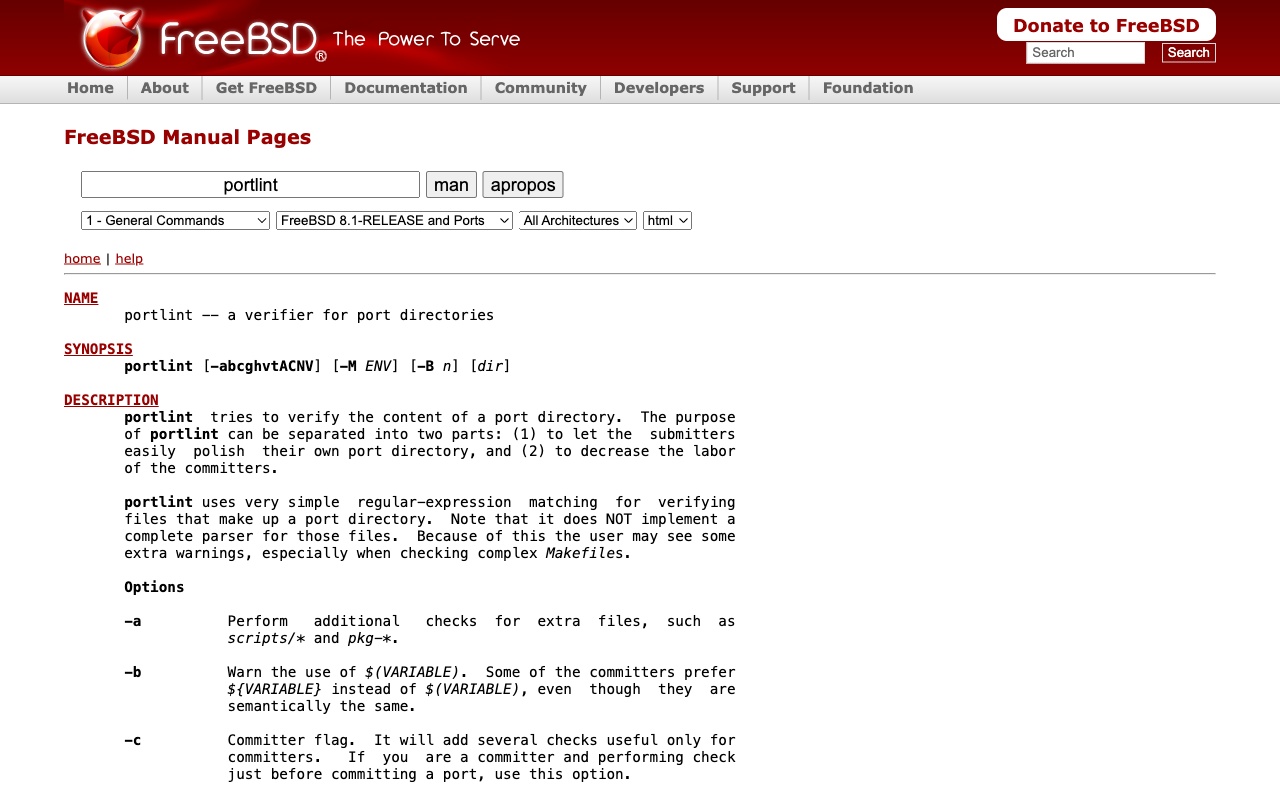 FreeBSD® The Power To Serve
Donate to FreeBSD
Search Search
Home About Get FreeBSD Documentation Community Developers Support Foundation
FreeBSD Manual Pages
portlint man apropos
1 - General Commands FreeBSD 8.1-RELEASE and Ports All Architectures html
home | help
NAME
portlint -- a verifier for port directories
SYNOPSIS
portlint [-abcghvtACNV] [-M ENV] [-B n] [dir]
DESCRIPTION
portlint tries to verify the content of a port directory. The purpose
of portlint can be separated into two parts: (1) to let the submitters
easily polish their own port directory, and (2) to decrease the labor
of the committers.
portlint uses very simple regular-expression matching for verifying
files that make up a port directory. Note that it does NOT implement a
complete parser for those files. Because of this the user may see some
extra warnings, especially when checking complex Makefiles.
Options
-a Perform additional checks for extra files, such as
scripts/* and pkg-*.
-b Warn the use of $(VARIABLE). Some of the committers prefer
${VARIABLE} instead of $(VARIABLE), even though they are
semantically the same.
-c Committer flag. It will add several checks useful only for
committers. If you are a committer and performing check
just before committing a port, use this option.